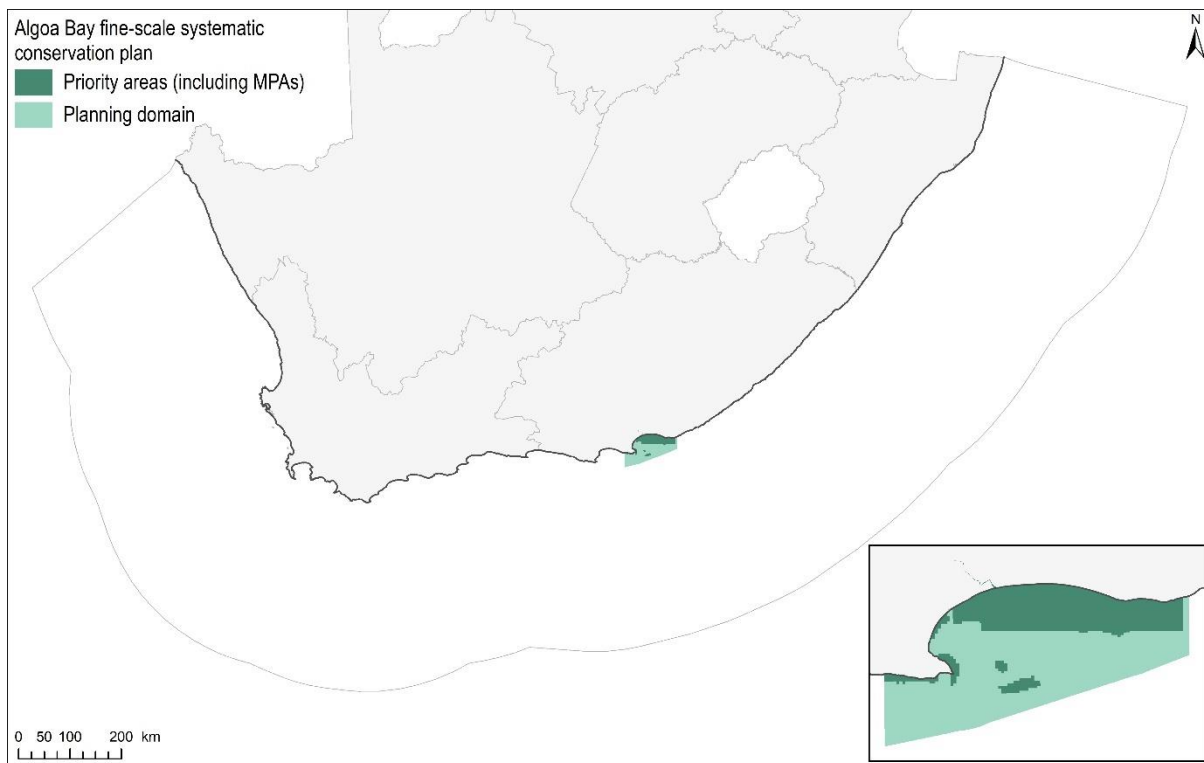 Algoa Bay fine-scale systematic
conservation plan
Priority areas (including MPAs)
Planning domain
N
0 50 100 200 km